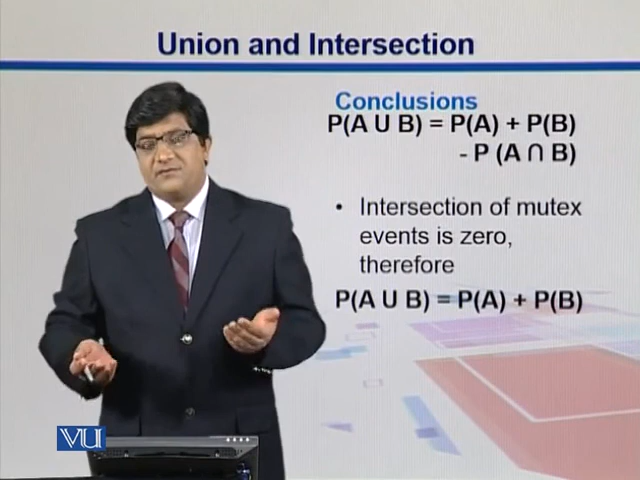 Union and Intersection
Conclusions
P(A U B) = P(A) + P(B)
- P (A ∩ B)
• Intersection of mutex
events is zero,
therefore
P(A U B) = P(A) + P(B)
VU